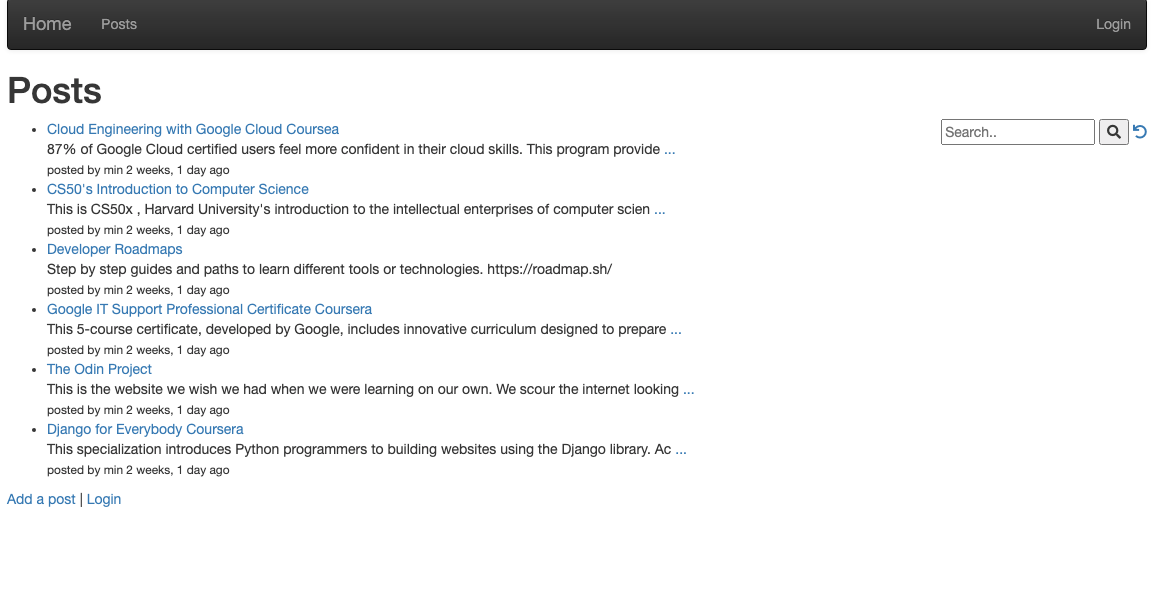 Home Posts Login
Posts
Search..
Cloud Engineering with Google Cloud Coursea
87% of Google Cloud certified users feel more confident in their cloud skills. This program provide ...
posted by min 2 weeks, 1 day ago
CS50's Introduction to Computer Science
This is CS50x , Harvard University's introduction to the intellectual enterprises of computer scien ...
posted by min 2 weeks, 1 day ago
Developer Roadmaps
Step by step guides and paths to learn different tools or technologies. https://roadmap.sh/
posted by min 2 weeks, 1 day ago
Google IT Support Professional Certificate Coursera
This 5-course certificate, developed by Google, includes innovative curriculum designed to prepare ...
posted by min 2 weeks, 1 day ago
The Odin Project
This is the website we wish we had when we were learning on our own. We scour the internet looking ...
posted by min 2 weeks, 1 day ago
Django for Everybody Coursera
This specialization introduces Python programmers to building websites using the Django library. Ac ...
posted by min 2 weeks, 1 day ago
Add a post | Login